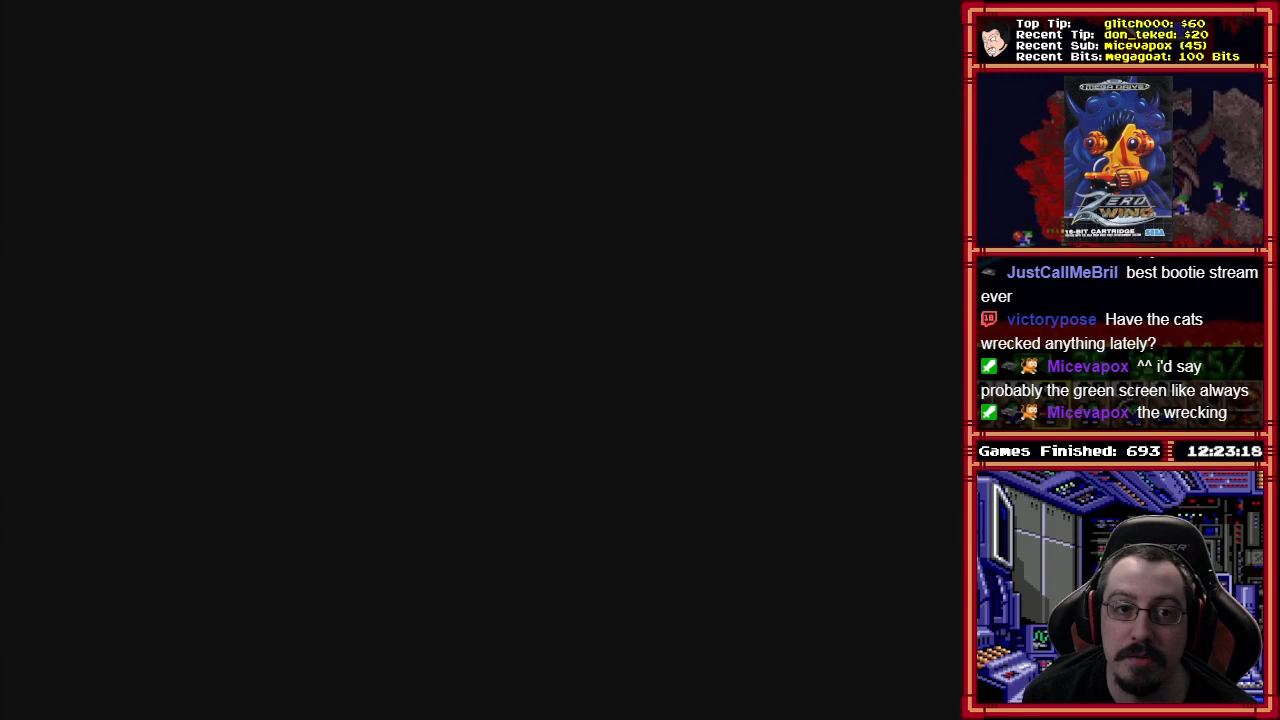 Top Tip: glitch000: $60
Recent Tip: don_teked: $20
Recent Sub: micevapox (45)
Recent Bits: megagoat: 100 Bits
MEGA DRIVE
ZERO
WING
16-BIT CARTRIDGE
SEGA
JustCallMeBril best bootie stream
ever
victorypose Have the cats
wrecked anything lately?
Micevapox ^^ i'd say
probably the green screen like always
Micevapox the wrecking
Games Finished: 693
12:23:18